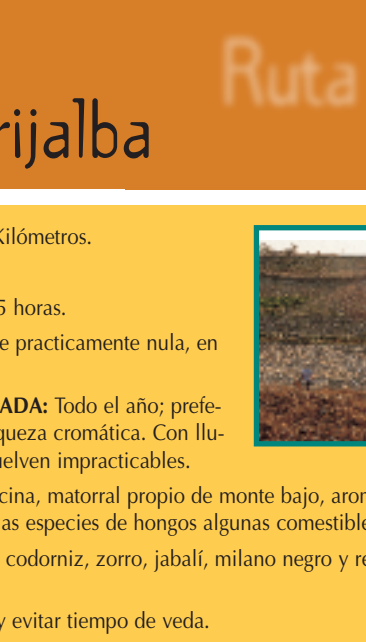 Ruta
rijalba
Kilómetros.
5 horas.
e practicamente nula, en
ADA: Todo el año; prefe-
queza cromática. Con llu-
uelven impracticables.
cina, matorral propio de monte bajo, aron
as especies de hongos algunas comestible
codorniz, zorro, jabalí, milano negro y re
y evitar tiempo de veda.